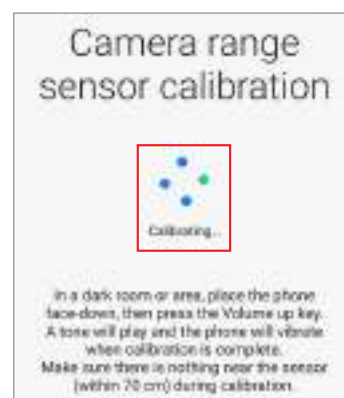 Camera range
sensor calibration
Calibrating...
In a dark room or area, place the phone
face-down, then press the Volume up key.
A tone will play and the phone will vibrate
when calibration is complete.
Make sure there is nothing near the sensor
(within 70 cm) during calibration.